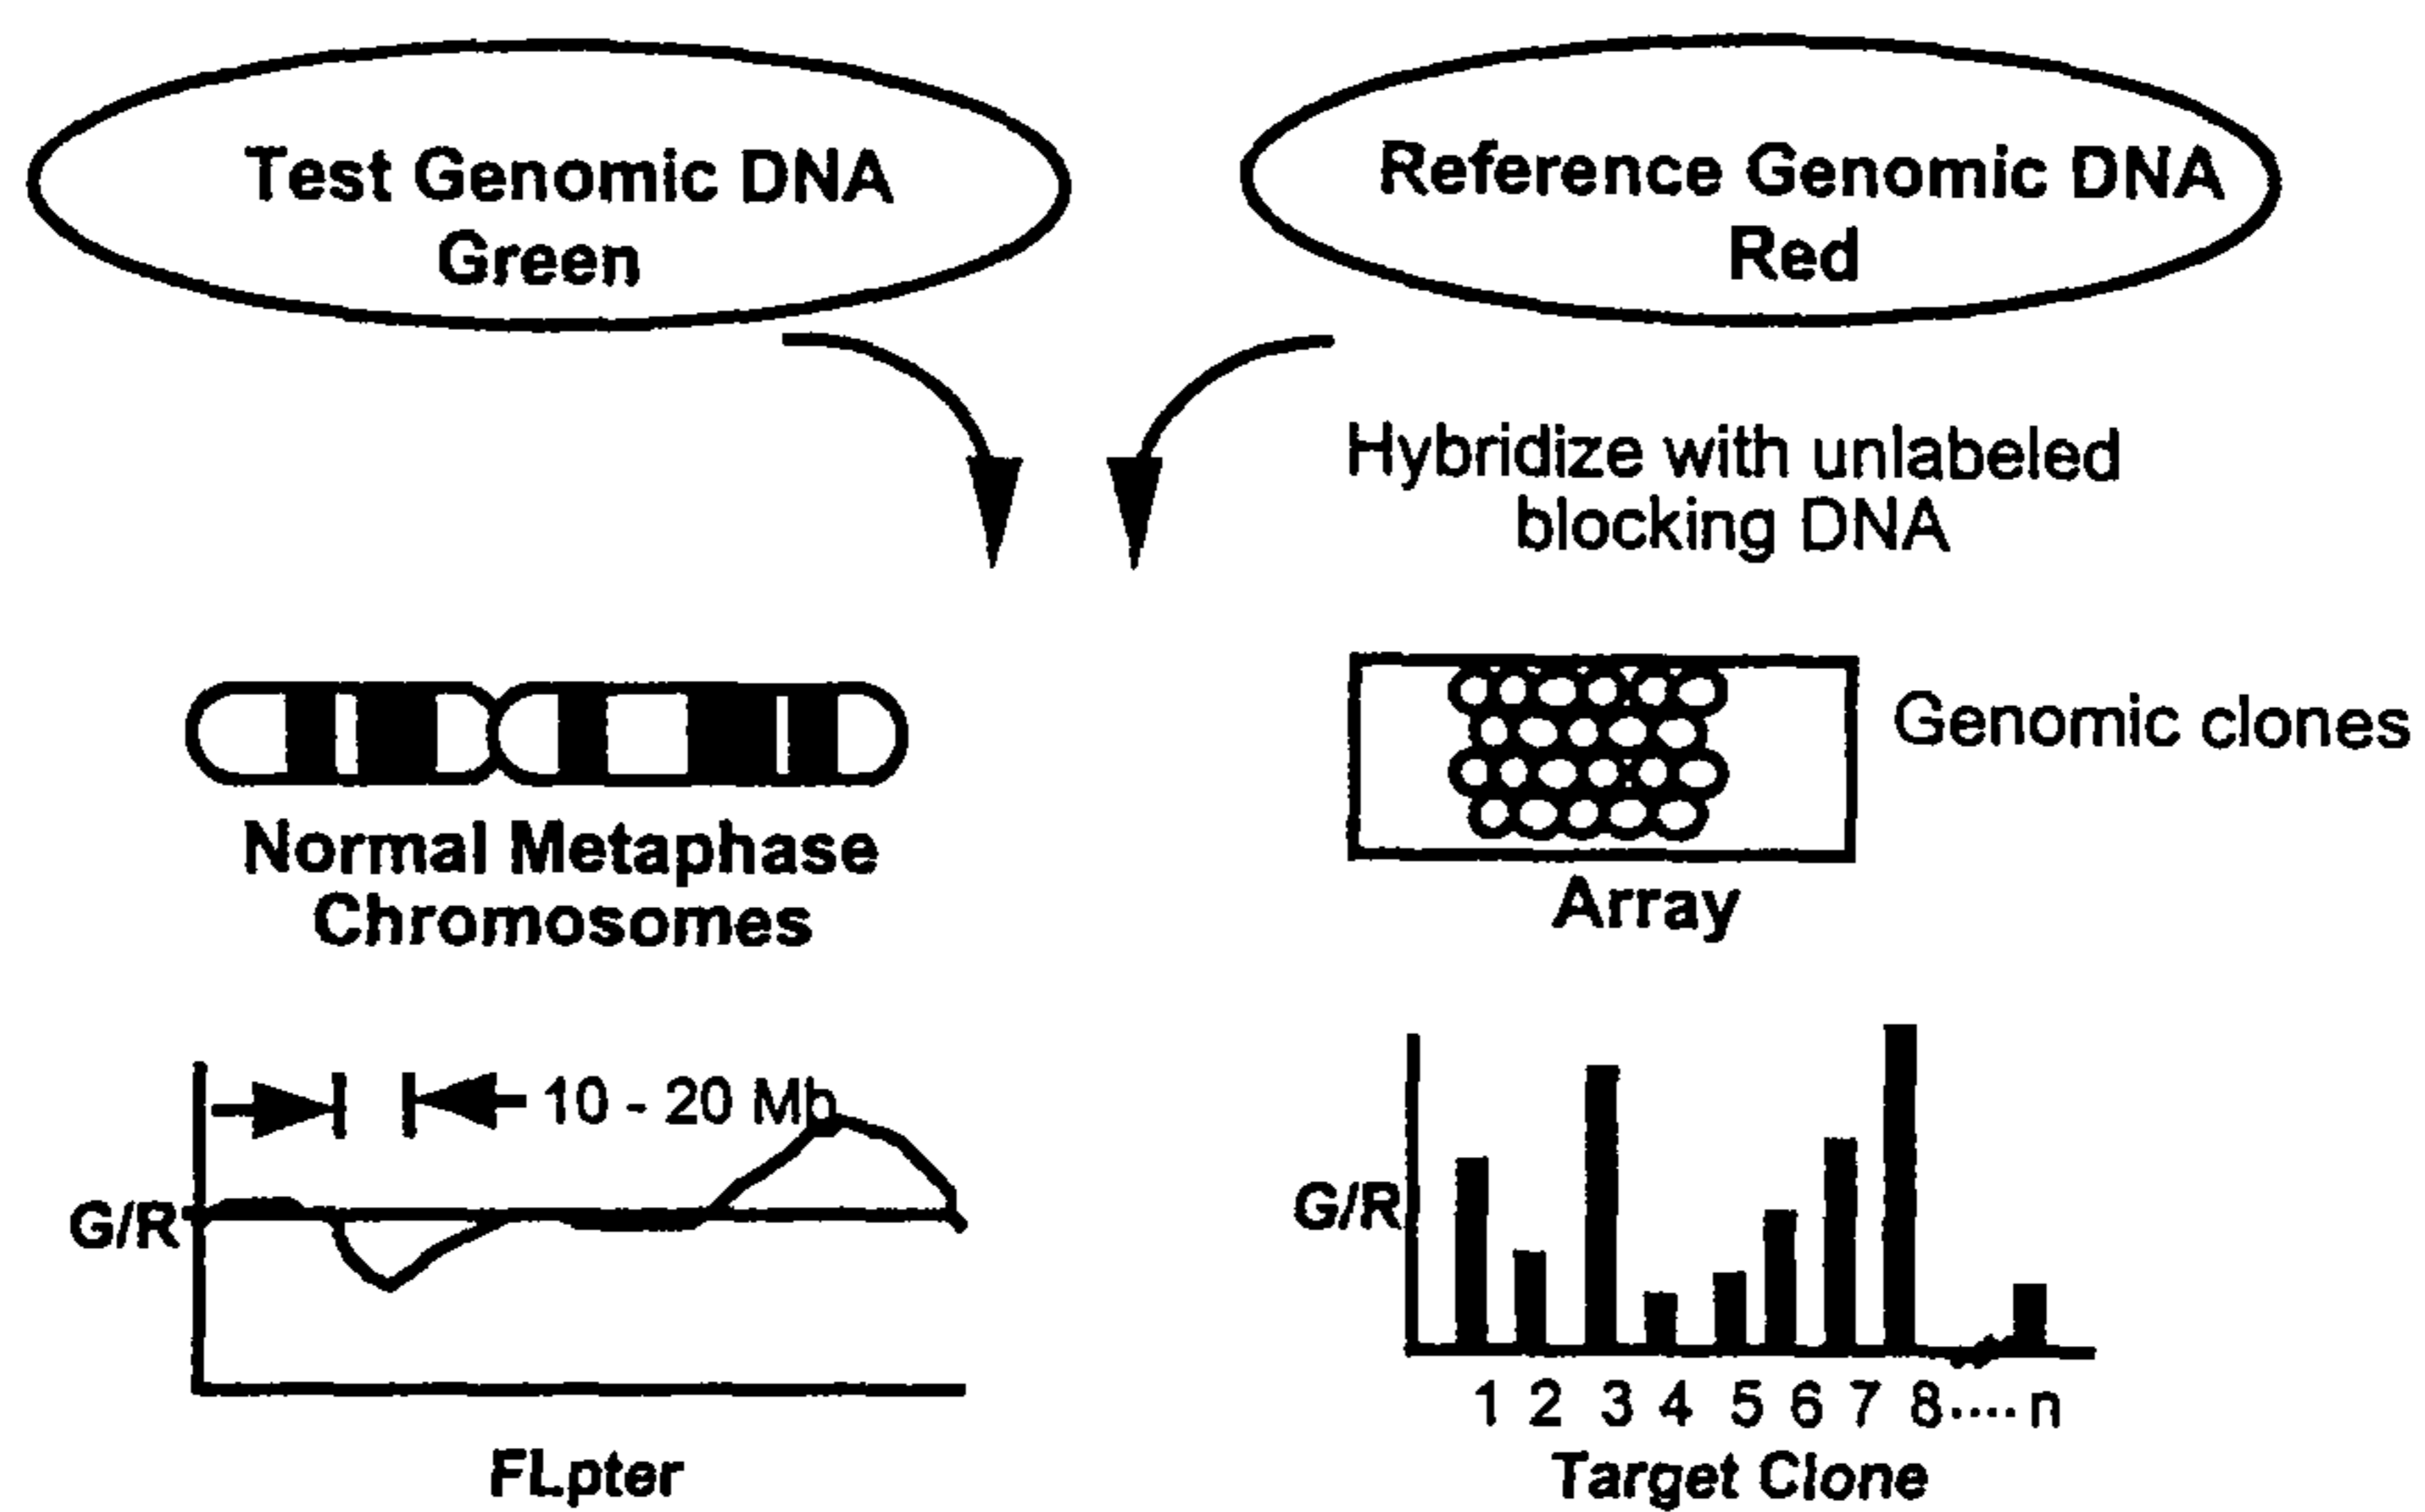 Test Genomic DNA
Green
Reference Genomic DNA
Red
Hybridize with unlabeled
blocking DNA
Genomic clones
Normal Metaphase
Chromosomes
Array
10 - 20 Mb
G/R
FLpter
G/R
1 2 3 4 5 6 7 8....n
Target Clone